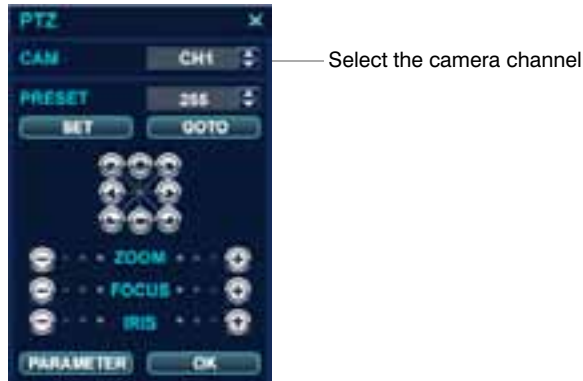 PTZ ×
CAM CH1
Select the camera channel
PRESET 255
SET GOTO
ZOOM
FOCUS
IRIS
PARAMETER OK